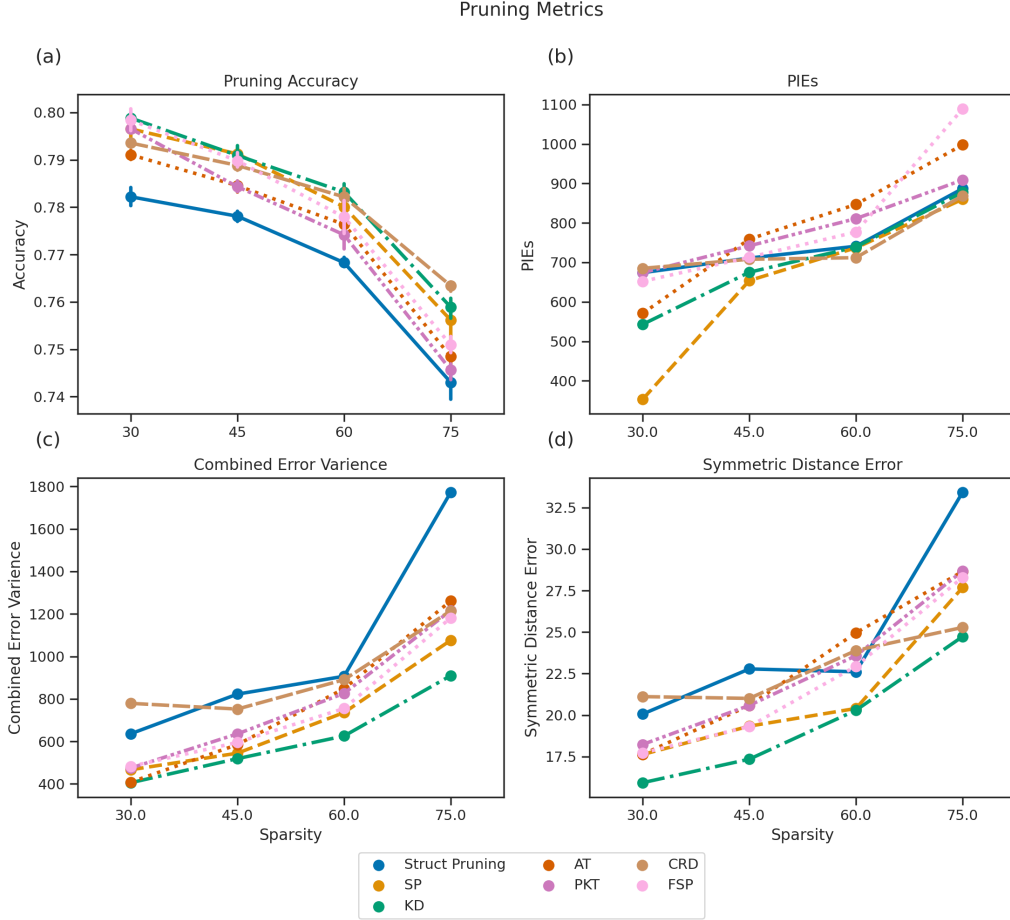 Pruning Metrics
(a)
Pruning Accuracy
0.80
0.79
0.78
0.77
0.76
0.75
0.74
Accuracy
30 45 60 75
(b)
PIEs
1100
1000
900
800
700
600
500
400
PIEs
30.0 45.0 60.0 75.0
(c)
Combined Error Varience
1800
1600
1400
1200
1000
800
600
400
Combined Error Varience
30.0 45.0 60.0 75.0
Sparsity
(d)
Symmetric Distance Error
32.5
30.0
27.5
25.0
22.5
20.0
17.5
Symmetric Distance Error
30.0 45.0 60.0 75.0
Sparsity
Struct Pruning AT CRD
SP PKT FSP
KD